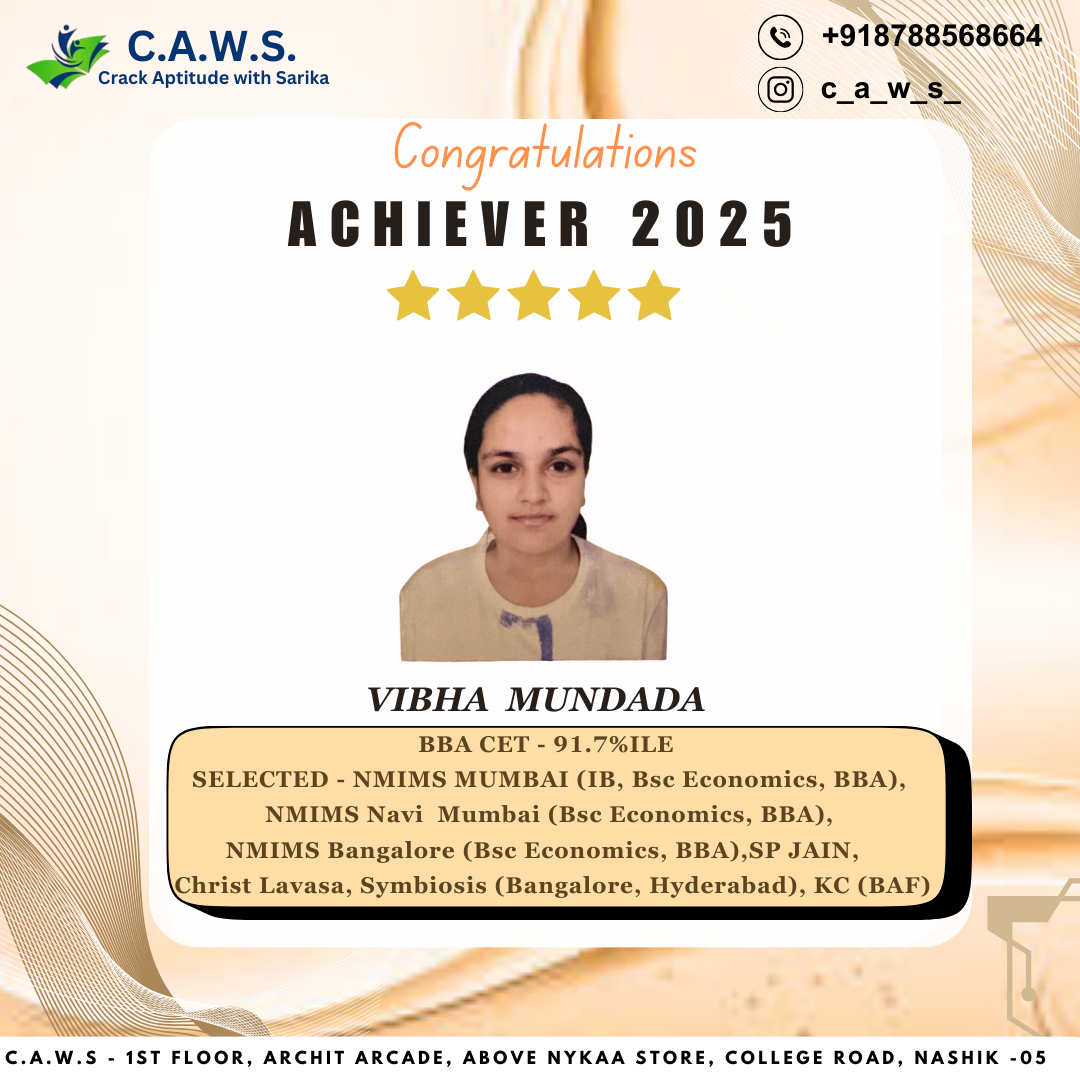 C.A.W.S.
Crack Aptitude with Sarika
+918788568664
c_a_w_s_
Congratulations
ACHIEVER 2025
VIBHA MUNDADA
BBA CET - 91.7%ILE
SELECTED - NMIMS MUMBAI (IB, Bsc Economics, BBA),
NMIMS Navi Mumbai (Bsc Economics, BBA),
NMIMS Bangalore (Bsc Economics, BBA),SP JAIN,
Christ Lavasa, Symbiosis (Bangalore, Hyderabad), KC (BAF)
C.A.W.S - 1ST FLOOR, ARCHIT ARCADE, ABOVE NYKAA STORE, COLLEGE ROAD, NASHIK -05